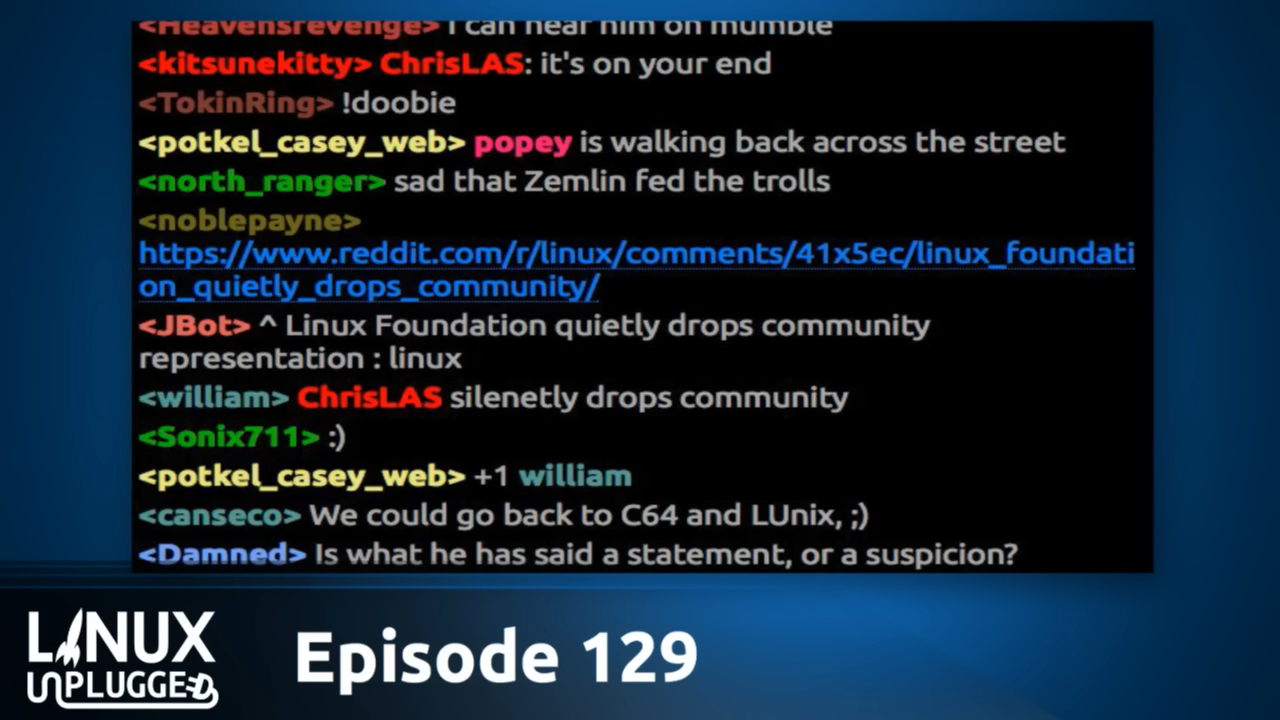 <Heavensrevenge> I can hear him on mumble
<kitsunekitty> ChrisLAS: it's on your end
<TokinRing> !doobie
<potkel_casey_web> popey is walking back across the street
<north_ranger> sad that Zemlin fed the trolls
<noblepayne>
https://www.reddit.com/r/linux/comments/41x5ec/linux_foundati
on_quietly_drops_community/
<JBot> ^ Linux Foundation quietly drops community
representation : linux
<william> ChrisLAS silenetly drops community
<Sonix711> :)
<potkel_casey_web> +1 william
<canseco> We could go back to C64 and LUnix, ;)
<Damned> Is what he has said a statement, or a suspicion?
LINUX
UNPLUGGED
Episode 129